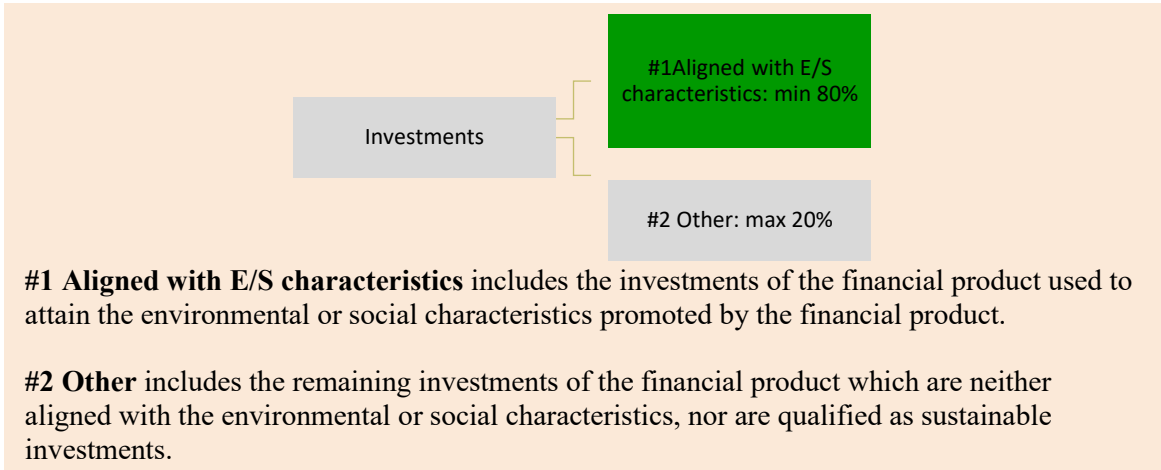 #1Aligned with E/S
characteristics: min 80%
Investments
#2 Other: max 20%
#1 Aligned with E/S characteristics includes the investments of the financial product used to
attain the environmental or social characteristics promoted by the financial product.
#2 Other includes the remaining investments of the financial product which are neither
aligned with the environmental or social characteristics, nor are qualified as sustainable
investments.